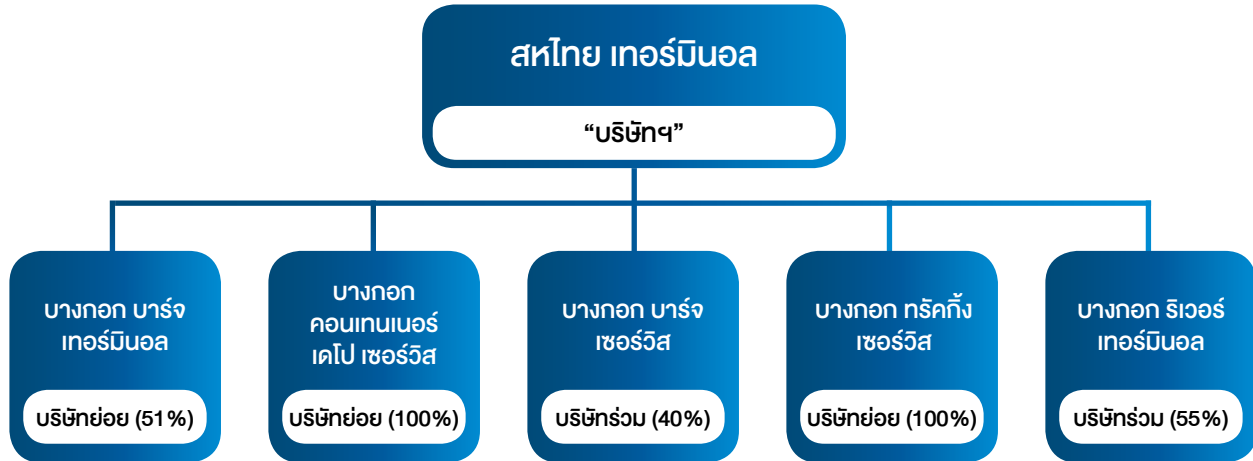 สหไทย เทอร์มินอล
“บริษัทฯ”
บางกอก บาร์จ
เทอร์มินอล
บริษัทย่อย (51%)
บางกอก
คอนเทนเนอร์
เดโป เซอร์วิส
บริษัทย่อย (100%)
บางกอก บาร์จ
เซอร์วิส
บริษัทร่วม (40%)
บางกอก ทรัคกิ้ง
เซอร์วิส
บริษัทย่อย (100%)
บางกอก ริเวอร์
เทอร์มินอล
บริษัทร่วม (55%)